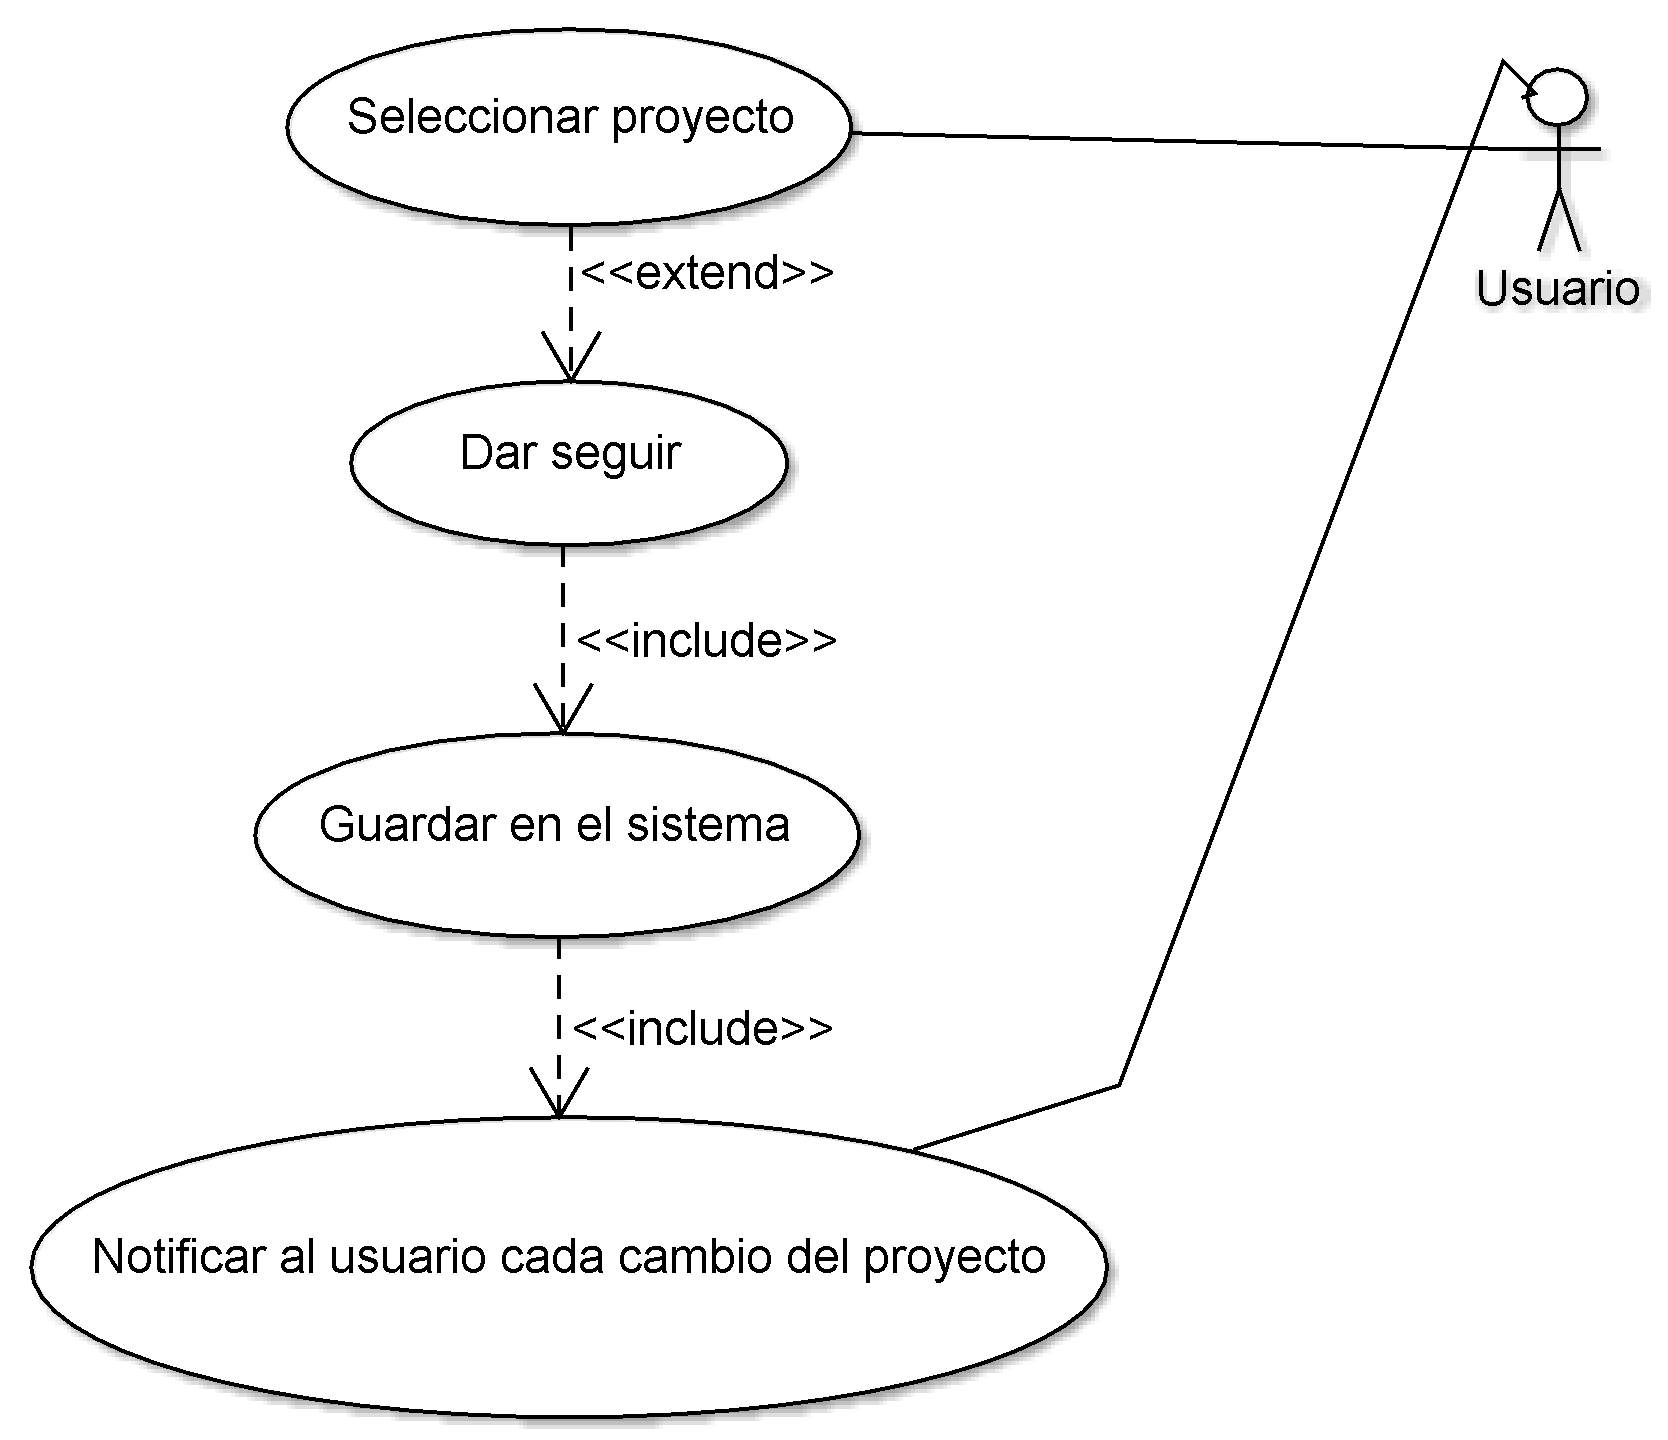 Seleccionar proyecto
<<extend>>
Usuario
Dar seguir
<<include>>
Guardar en el sistema
<<include>>
Notificar al usuario cada cambio del proyecto